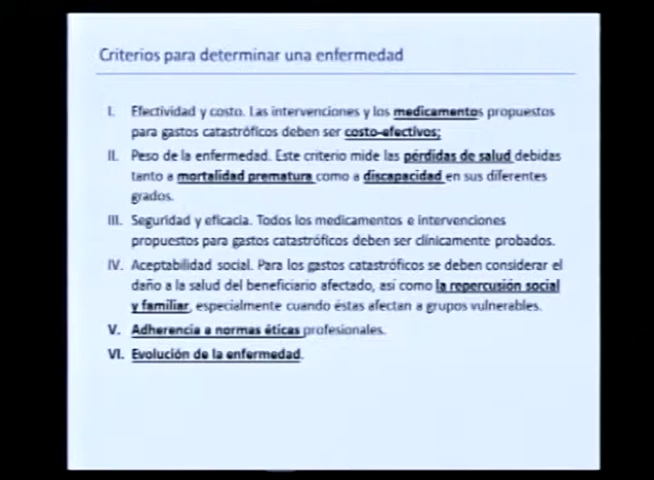 Criterios para determinar una enfermedad
I. Efectividad y costo. Las intervenciones y los medicamentos propuestos
para gastos catastróficos deben ser costo-efectivos;
II. Peso de la enfermedad. Este criterio mide las pérdidas de salud debidas
tanto a mortalidad prematura como a discapacidad en sus diferentes
grados.
III. Seguridad y eficacia. Todos los medicamentos e intervenciones
propuestos para gastos catastróficos deben ser clínicamente probados.
IV. Aceptabilidad social. Para los gastos catastróficos se deben considerar el
daño a la salud del beneficiario afectado, así como la repercusión social
y familiar, especialmente cuando éstas afectan a grupos vulnerables.
V. Adherencia a normas éticas profesionales.
VI. Evolución de la enfermedad.